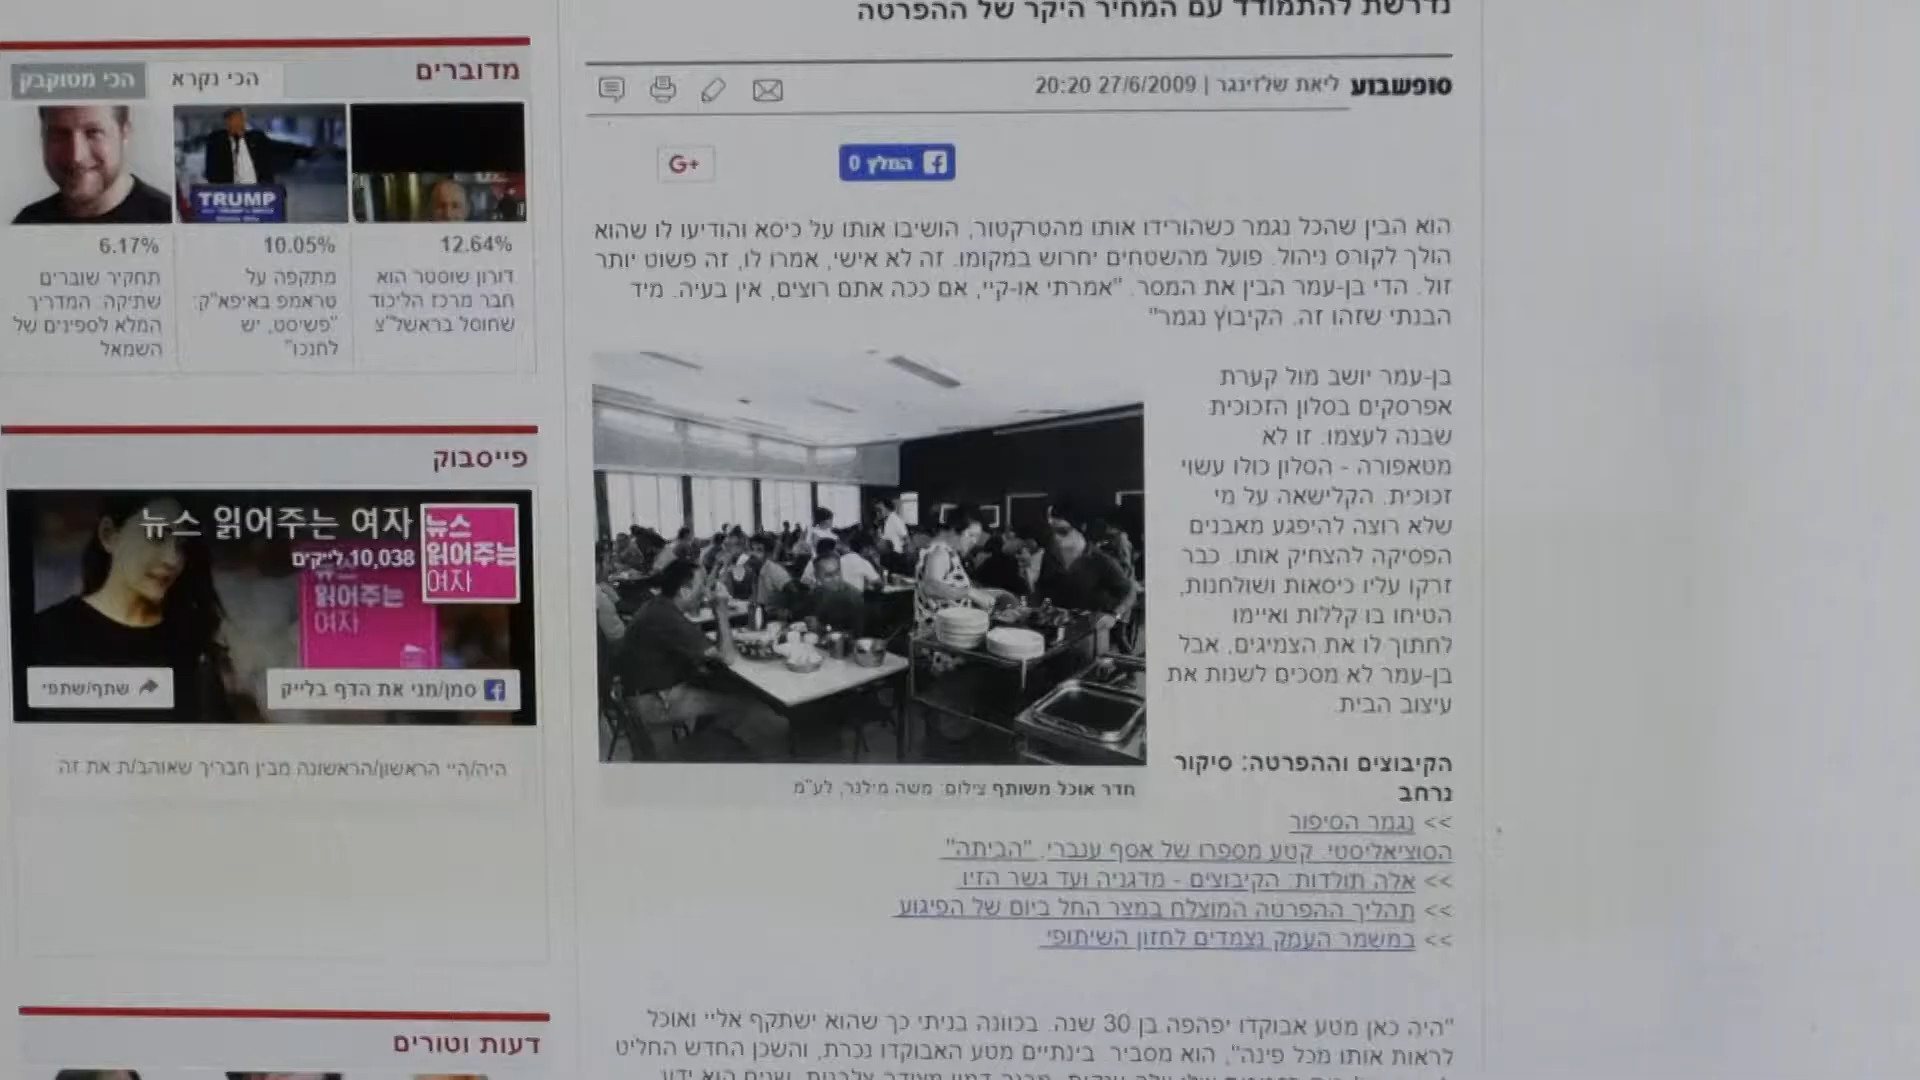 נדרשת להתמודד עם המחיר היקר של ההפרטה
סופשבוע ליאת שלזינגר | 27/6/2009 20:20
המלץ 0
G+
הוא הבין שהכל נגמר כשהורידו אותו מהטרקטור, הושיבו אותו על כיסא והודיעו לו שהוא
הולך לקורס ניהול. פועל מהשטחים יחרוש במקומו. זה לא אישי, אמרו לו, זה פשוט יותר
זול. הדי בן-עמר הבין את המסר. "אמרתי או-קיי, אם ככה אתם רוצים, אין בעיה. מיד
הבנתי שזהו זה. הקיבוץ נגמר"
בן-עמר יושב מול קערת
אפרסקים בסלון הזכוכית
שבנה לעצמו. זו לא
מטאפורה - הסלון כולו עשוי
זכוכית. הקלישאה על מי
שלא רוצה להיפגע מאבנים
הפסיקה להצחיק אותו. כבר
זרקו עליו כיסאות ושולחנות,
הטיחו בו קללות ואיימו
לחתוך לו את הצמיגים, אבל
בן-עמר לא מסכים לשנות את
עיצוב הבית.
חדר אוכל משותף צילום: משה מילנר, לע"מ
הקיבוצים וההפרטה: סיקור
נרחב
>> נגמר הסיפור
הסוציאליסטי. קטע מספרו של אסף ענברי, "הביתה"
>> אלה תולדות: הקיבוצים - מדגניה ועד גשר הזיו
>> תהליך ההפרטה המוצלח במצר החל ביום של הפיגוע
>> במשמר העמק נצמדים לחזון השיתופי
"היה כאן מטע אבוקדו יפהפה בן 30 שנה. בכוונה בניתי כך שהוא ישתקף אליי ואוכל
לראות אותו מכל פינה", הוא מסביר. בינתיים מטע האבוקדו נכרת, והשכן החדש החליט
מדוברים
הכי נקרא
הכי מטוקבק
TRUMP
12.64%
דורון שוסטר הוא
חבר מרכז הליכוד
שחוסל בראשל"צ
10.05%
מתקפה על
טראמפ באיפא"ק:
"פשיסט, יש
לחנכו"
6.17%
תחקיר שוברים
שתיקה: המדריך
המלא לספינים של
השמאל
פייסבוק
뉴스 읽어주는 여자
10,038 לייקים
뉴스
읽어주는
여자
뉴스
읽어주는
여자
סמן/מני את הדף בלייק
שתף/שתפי
היה/היי הראשון/הראשונה מבין חבריך שאוהב/ת את זה
דעות וטורים